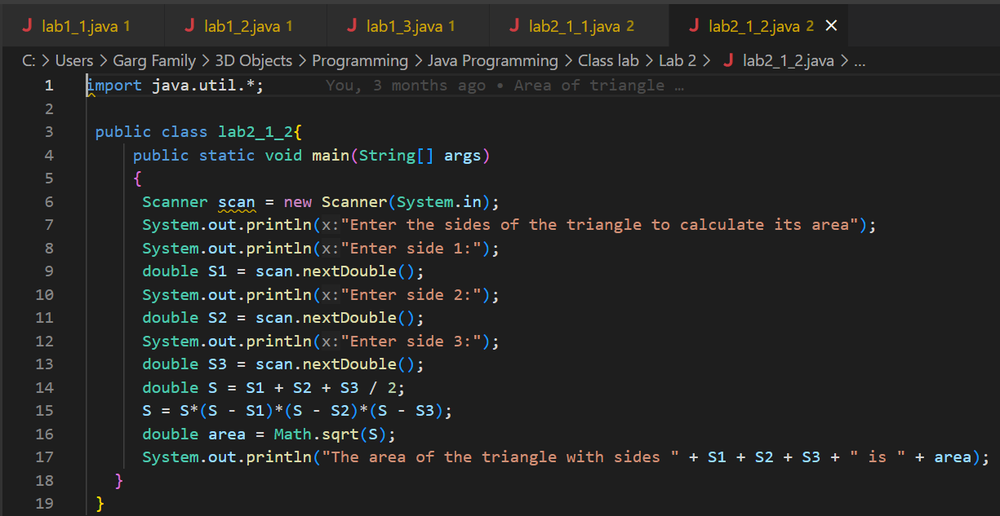 lab1_1.java 1 lab1_2.java 1 lab1_3.java 1 lab2_1_1.java 2 lab2_1_2.java 2
C: > Users > Garg Family > 3D Objects > Programming > Java Programming > Class lab > Lab 2 > J lab2_1_2.java > ...
1 import java.util.*; You, 3 months ago • Area of triangle …
2
3 public class lab2_1_2{
4 public static void main(String[] args)
5 {
6 Scanner scan = new Scanner(System.in);
7 System.out.println(x:"Enter the sides of the triangle to calculate its area");
8 System.out.println(x:"Enter side 1:");
9 double S1 = scan.nextDouble();
10 System.out.println(x:"Enter side 2:");
11 double S2 = scan.nextDouble();
12 System.out.println(x:"Enter side 3:");
13 double S3 = scan.nextDouble();
14 double S = S1 + S2 + S3 / 2;
15 S = S*(S - S1)*(S - S2)*(S - S3);
16 double area = Math.sqrt(S);
17 System.out.println("The area of the triangle with sides " + S1 + S2 + S3 + " is " + area);
18 }
19 }